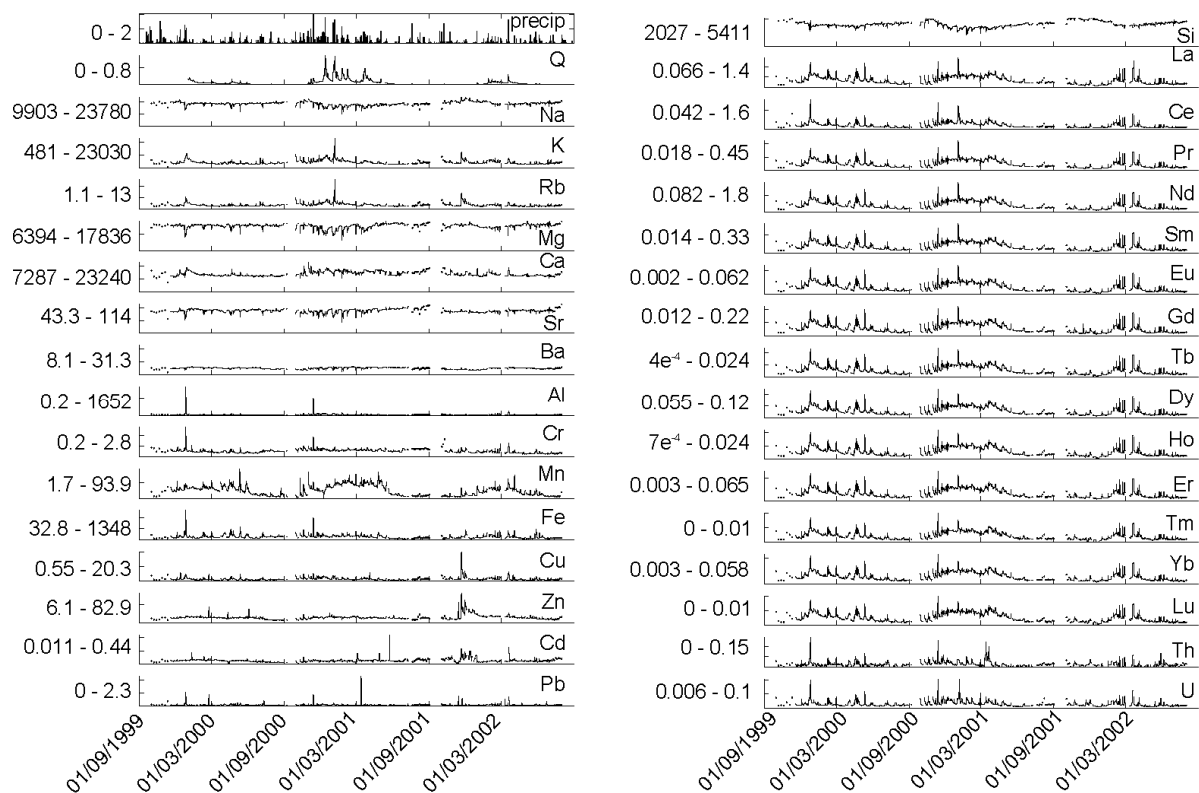 0 - 2 precip
0 - 0.8 Q
9903 - 23780 Na
481 - 23030 K
1.1 - 13 Rb
6394 - 17836 Mg
7287 - 23240 Ca
43.3 - 114 Sr
8.1 - 31.3 Ba
0.2 - 1652 Al
0.2 - 2.8 Cr
1.7 - 93.9 Mn
32.8 - 1348 Fe
0.55 - 20.3 Cu
6.1 - 82.9 Zn
0.011 - 0.44 Cd
0 - 2.3 Pb
01/09/1999 01/03/2000 01/09/2000 01/03/2001 01/09/2001 01/03/2002
2027 - 5411 Si
0.066 - 1.4 La
0.042 - 1.6 Ce
0.018 - 0.45 Pr
0.082 - 1.8 Nd
0.014 - 0.33 Sm
0.002 - 0.062 Eu
0.012 - 0.22 Gd
4e⁻⁴ - 0.024 Tb
0.055 - 0.12 Dy
7e⁻⁴ - 0.024 Ho
0.003 - 0.065 Er
0 - 0.01 Tm
0.003 - 0.058 Yb
0 - 0.01 Lu
0 - 0.15 Th
0.006 - 0.1 U
01/09/1999 01/03/2000 01/09/2000 01/03/2001 01/09/2001 01/03/2002